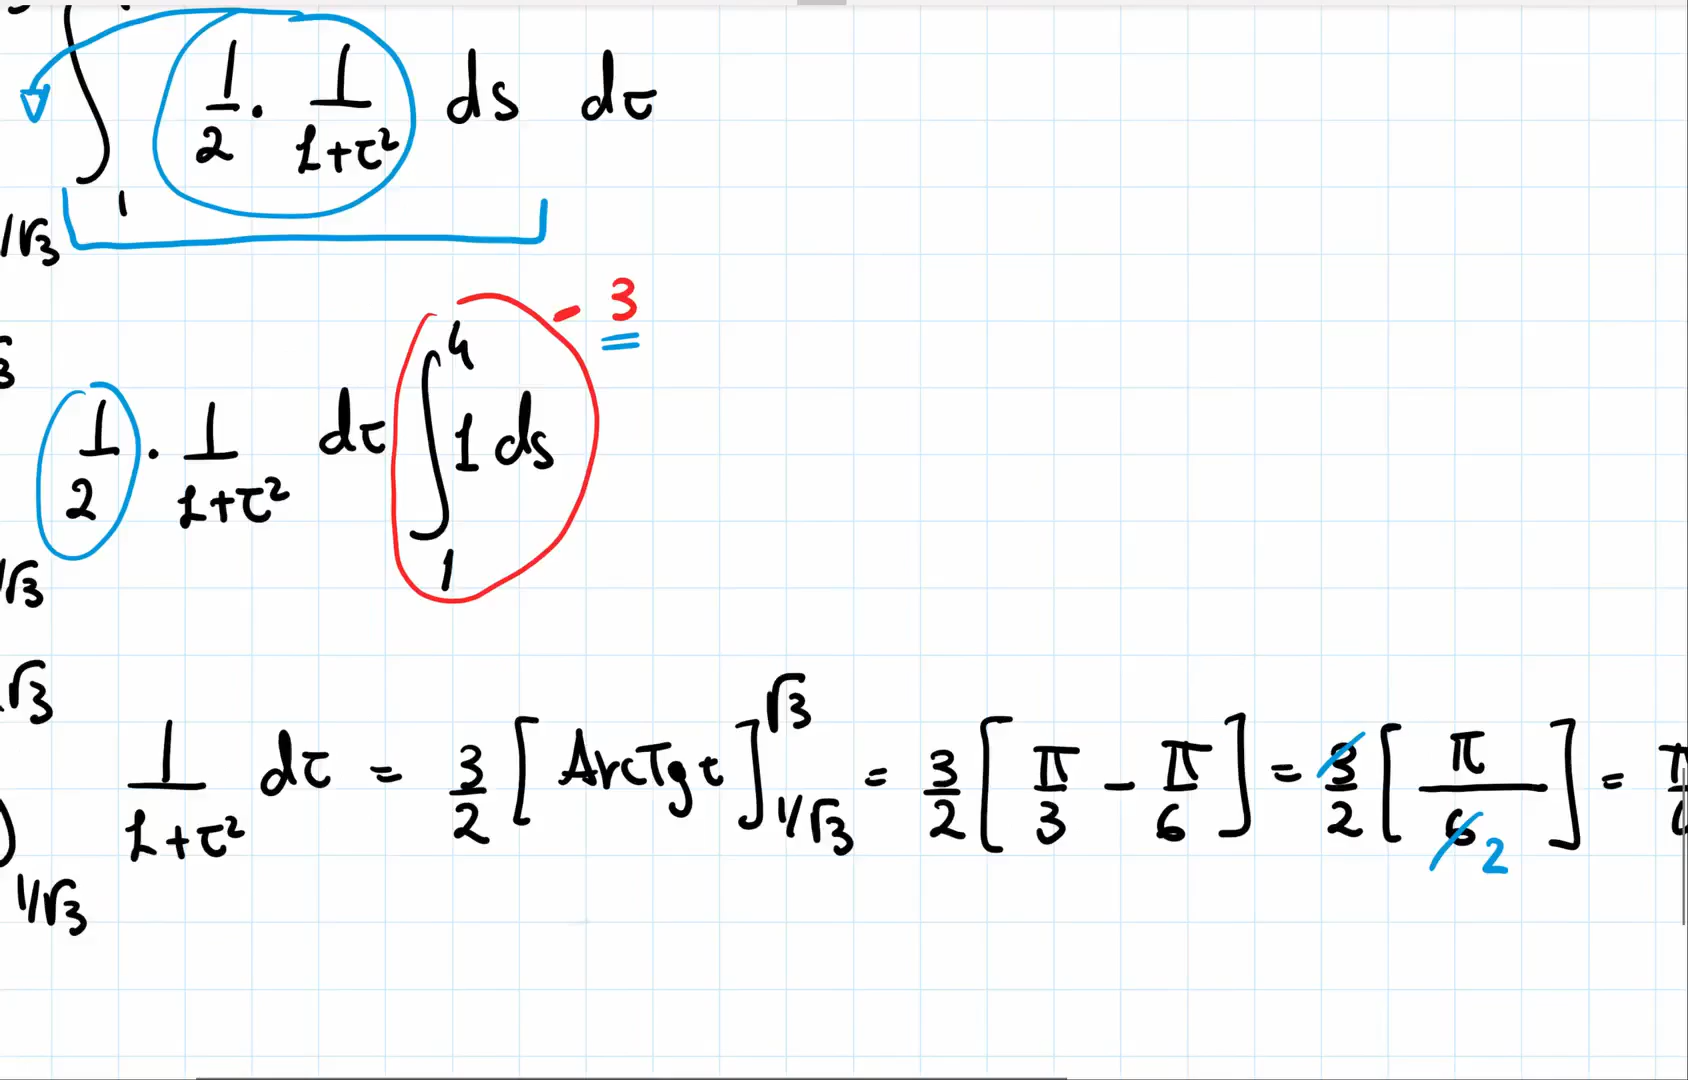 ∫₁ 1/2 · 1/(1+τ²) ds dτ
1/√3
- 3
1/2 · 1/(1+τ²) dτ ∫₁⁴ 1 ds
/√3
√3
1/(1+τ²) dτ = 3/2 [ArcTg τ]_{1/√3}^{√3} = 3/2 [π/3 - π/6] = 3/2 [π/6] = π
2
1/√3